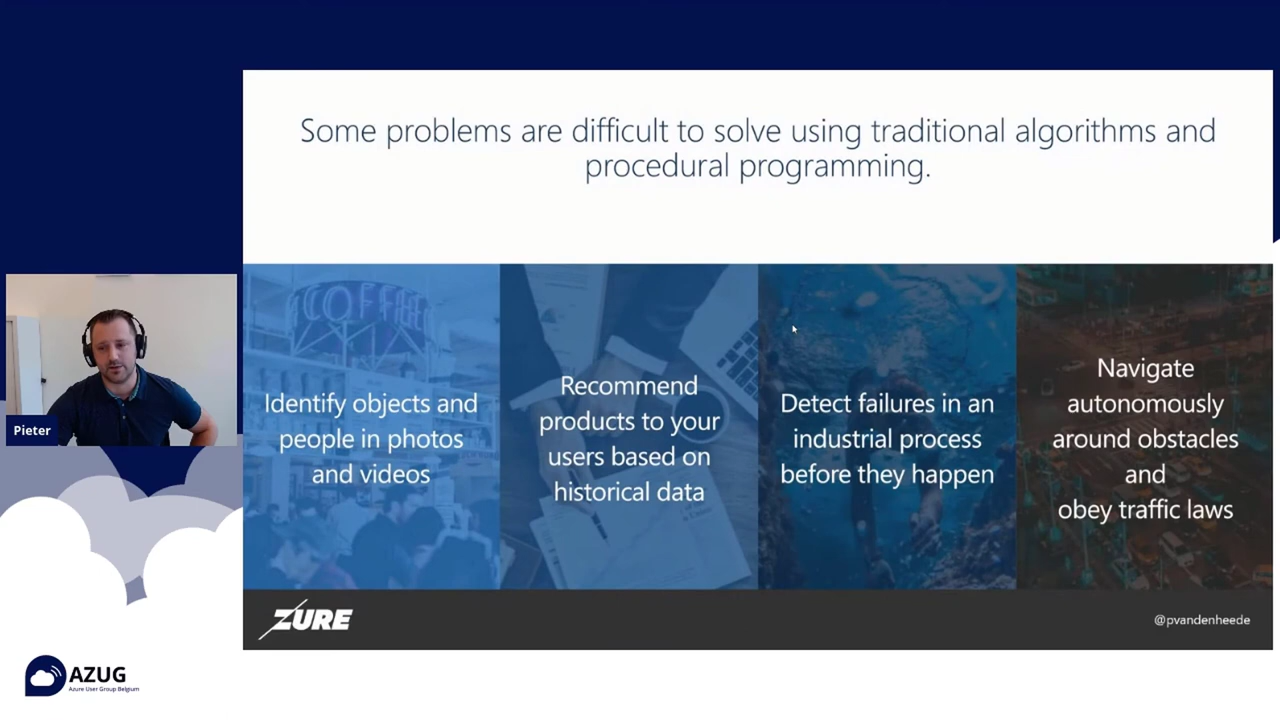 Some problems are difficult to solve using traditional algorithms and
procedural programming.
COFFEE
Identify objects and
people in photos
and videos
Recommend
products to your
users based on
historical data
Detect failures in an
industrial process
before they happen
Navigate
autonomously
around obstacles
and
obey traffic laws
Pieter
ZURE
@pvandenheede
AZUG
Azure User Group Belgium